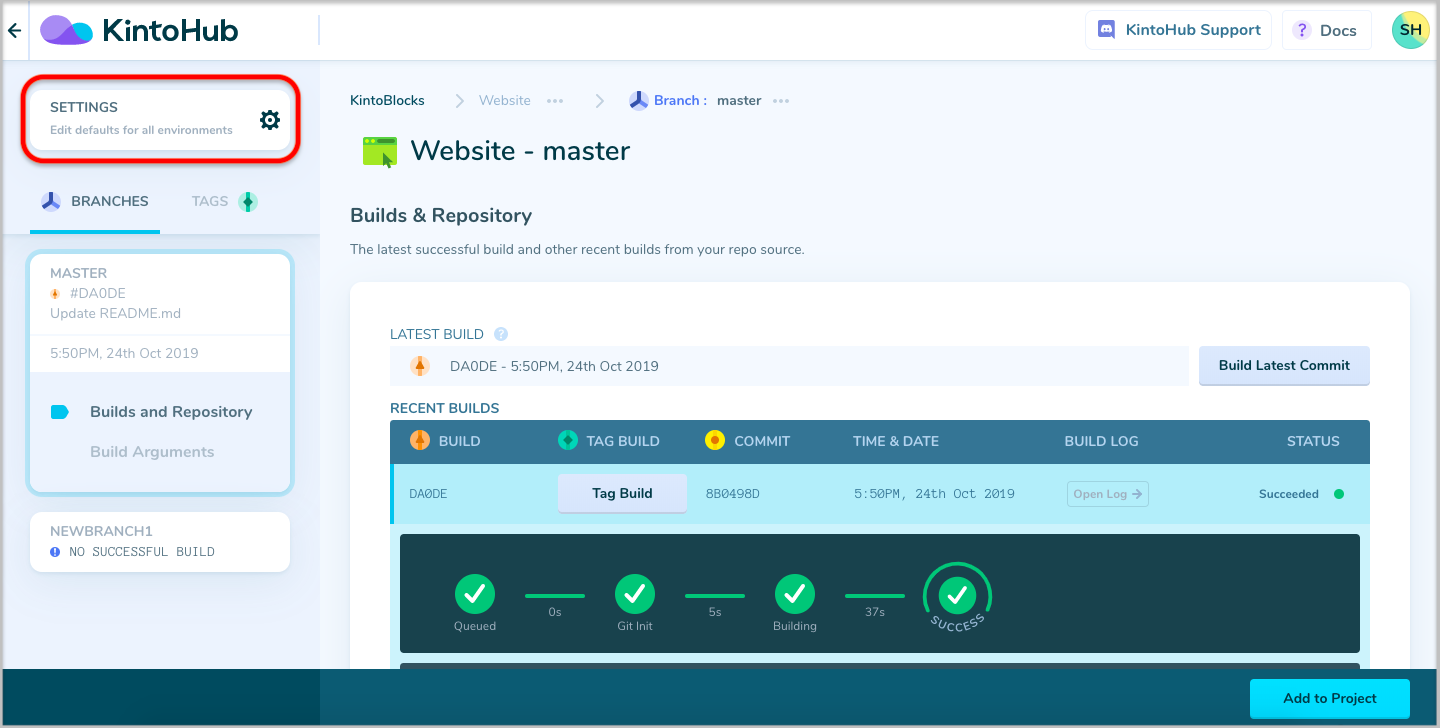 KintoHub
KintoHub Support
? Docs
SH
SETTINGS
Edit defaults for all environments
BRANCHES
TAGS
MASTER
#DA0DE
Update README.md
5:50PM, 24th Oct 2019
Builds and Repository
Build Arguments
NEWBRANCH1
NO SUCCESSFUL BUILD
KintoBlocks
Website
Branch : master
Website - master
Builds & Repository
The latest successful build and other recent builds from your repo source.
LATEST BUILD ?
DA0DE - 5:50PM, 24th Oct 2019
Build Latest Commit
RECENT BUILDS
BUILD TAG BUILD COMMIT TIME & DATE BUILD LOG STATUS
DA0DE Tag Build 8B0498D 5:50PM, 24th Oct 2019 Open Log → Succeeded
0s 5s 37s
Queued Git Init Building SUCCESS
Add to Project